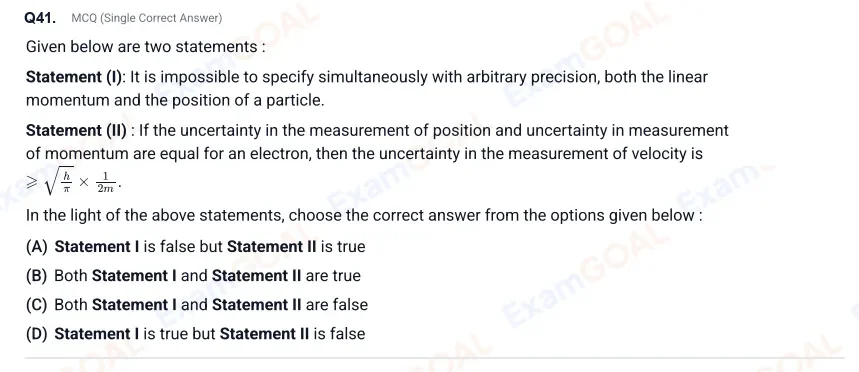 Q41. MCQ (Single Correct Answer)
Given below are two statements :
Statement (I): It is impossible to specify simultaneously with arbitrary precision, both the linear
momentum and the position of a particle.
Statement (II) : If the uncertainty in the measurement of position and uncertainty in measurement
of momentum are equal for an electron, then the uncertainty in the measurement of velocity is
⩾ √(h/π) × 1/2m.
In the light of the above statements, choose the correct answer from the options given below :
(A) Statement I is false but Statement II is true
(B) Both Statement I and Statement II are true
(C) Both Statement I and Statement II are false
(D) Statement I is true but Statement II is false
ExamGOAL